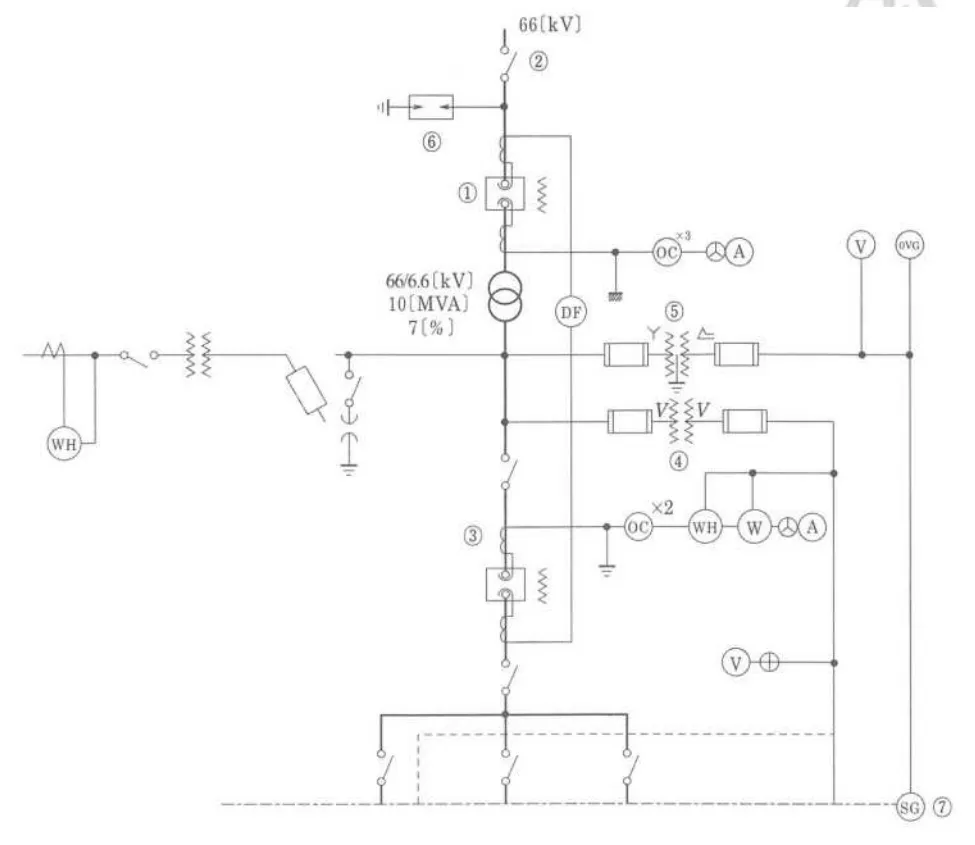 66〔kV〕
②
⑥
①
×3
OC
A
V
OVG
66/6.6〔kV〕
10〔MVA〕
7〔%〕
DF
⑤
WH
V
V
④
×2
③
OC
WH
W
A
V
SG
⑦